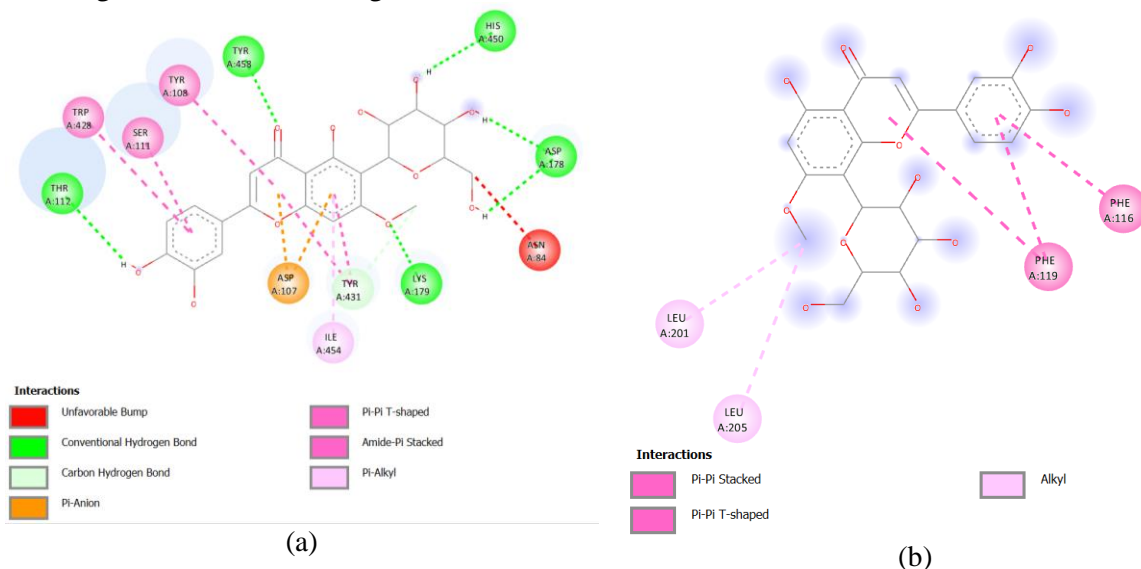 HIS
A:450
TYR
A:458
TYR
A:108
TRP
A:428
SER
A:111
THR
A:112
ASP
A:178
ASN
A:84
ASP
A:107
TYR
A:431
LYS
A:179
ILE
A:454
H
H
H
H
O
O
O
O
O
O
O
O
O
O
O
Interactions
Unfavorable Bump
Conventional Hydrogen Bond
Carbon Hydrogen Bond
Pi-Anion
Pi-Pi T-shaped
Amide-Pi Stacked
Pi-Alkyl
(a)
O
O
O
O
O
O
O
O
O
O
O
PHE
A:116
PHE
A:119
LEU
A:201
LEU
A:205
Interactions
Pi-Pi Stacked
Pi-Pi T-shaped
Alkyl
(b)